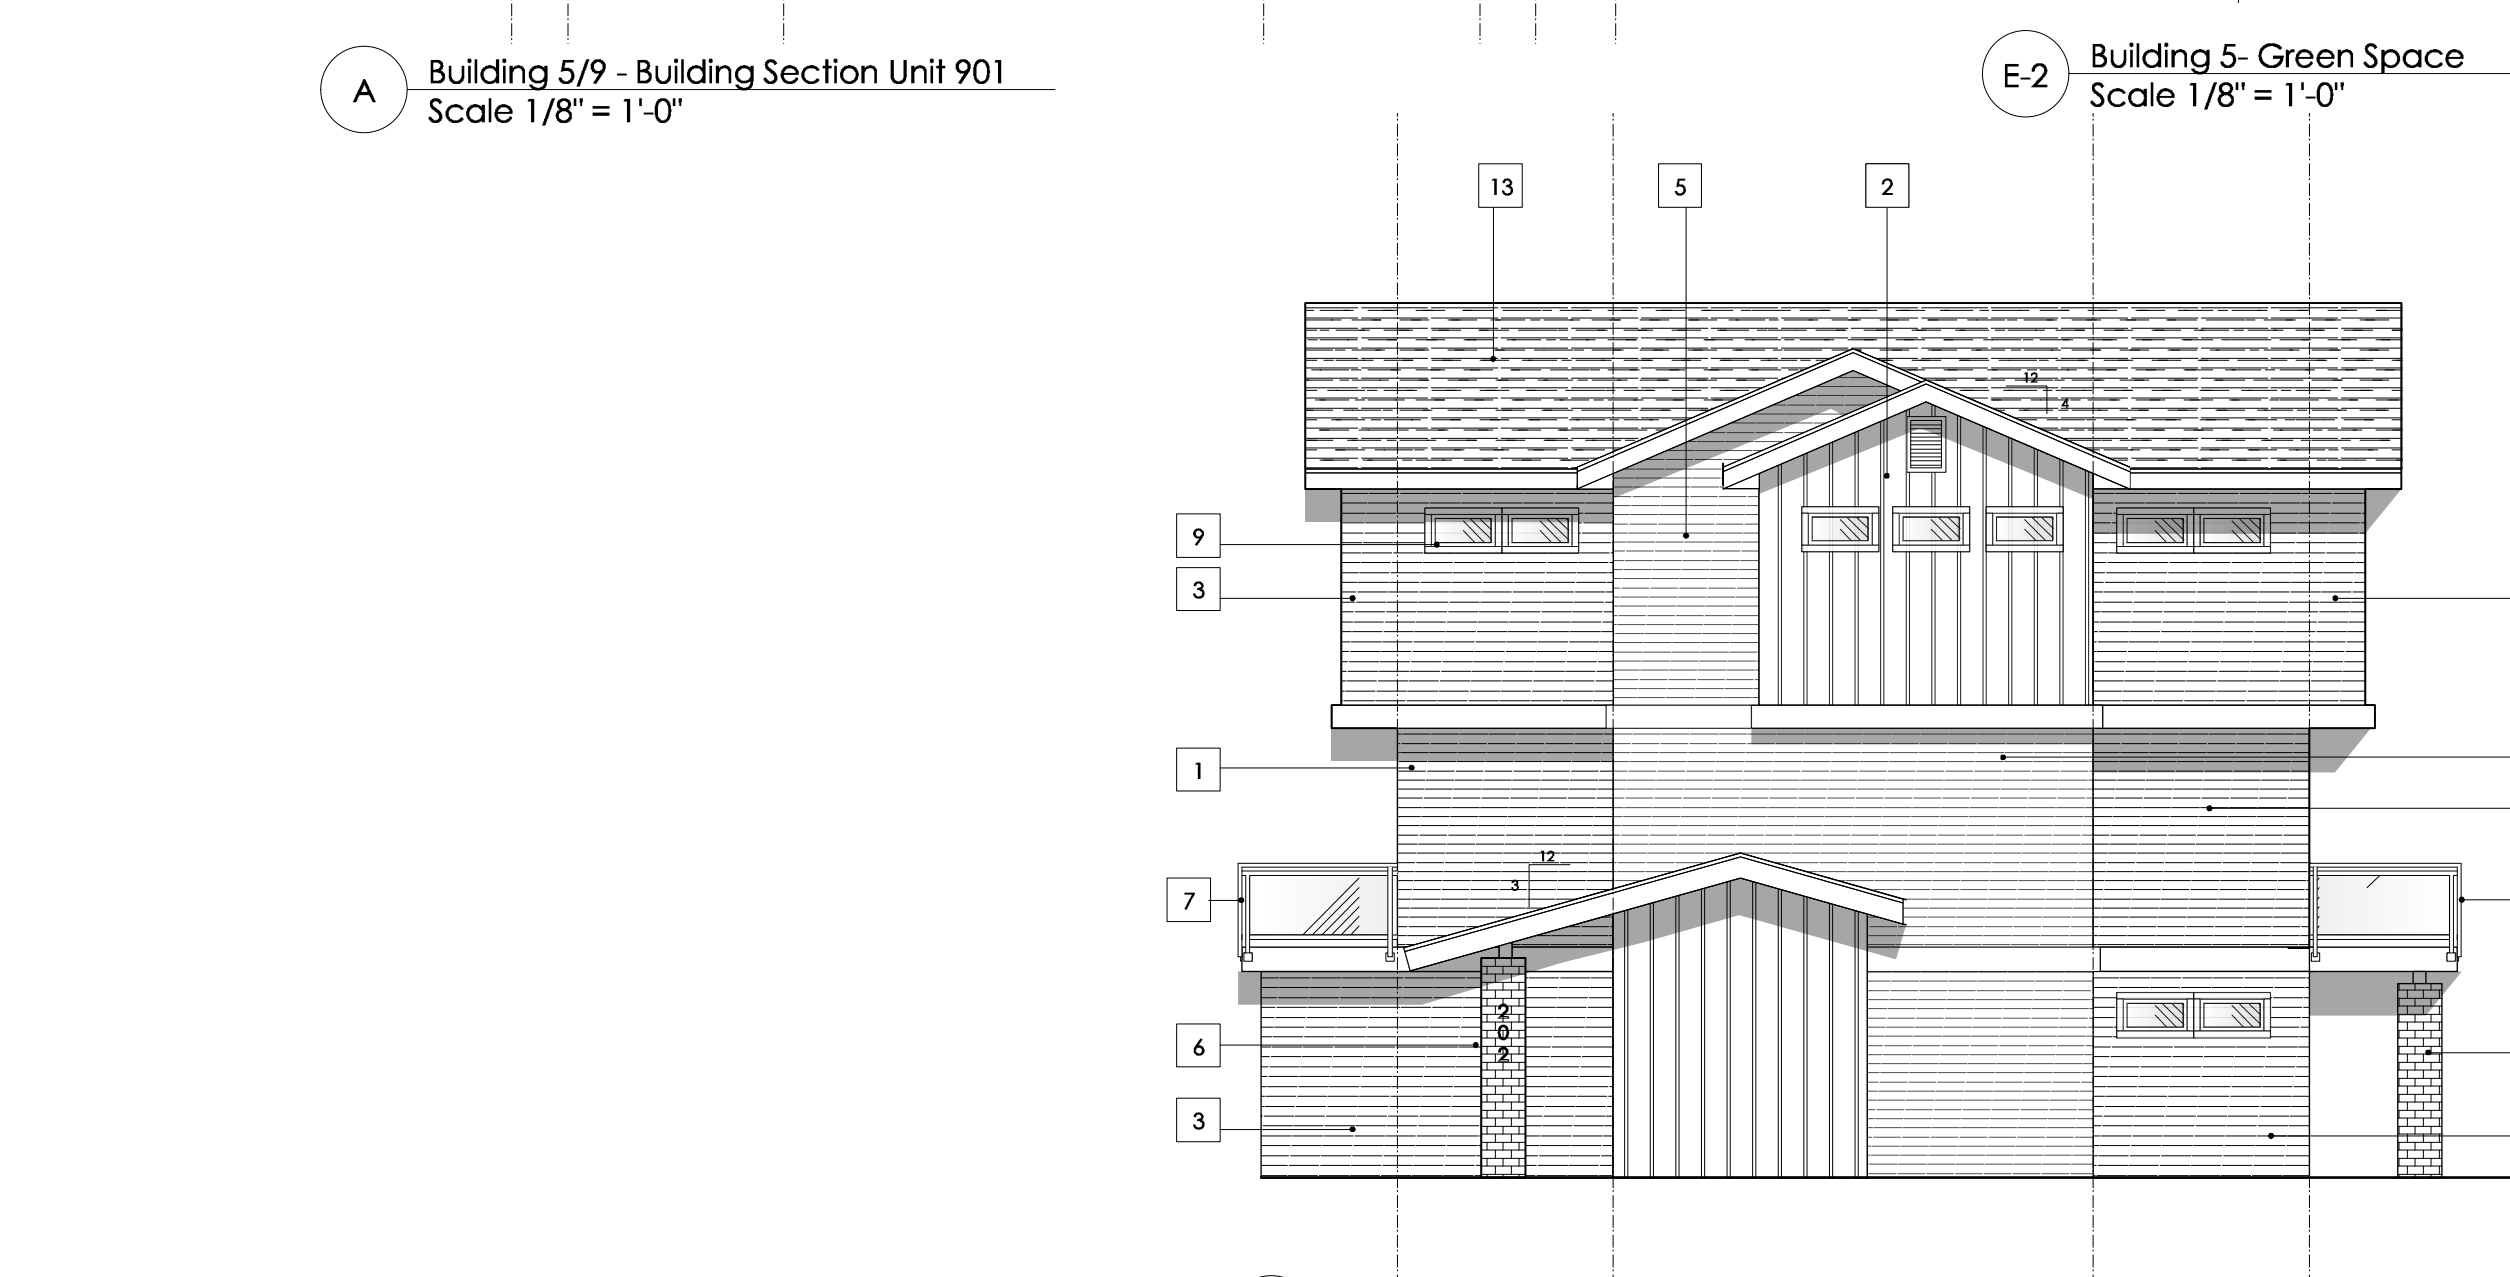 A
Building 5/9 - Building Section Unit 901
Scale 1/8" = 1'-0"
E-2
Building 5- Green Space
Scale 1/8" = 1'-0"
13
5
2
12
4
9
3
1
12
3
7
2
0
2
6
3